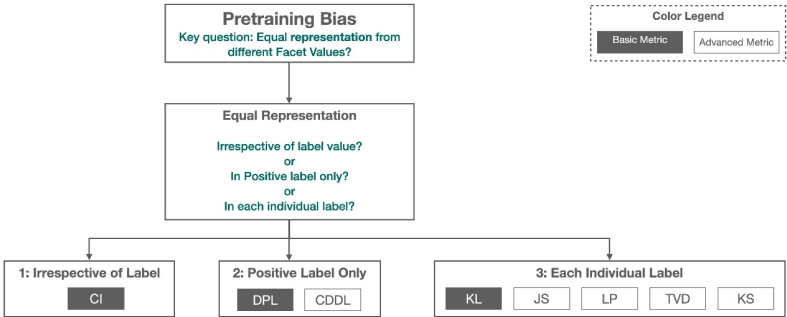 Pretraining Bias
Key question: Equal representation from
different Facet Values?
Color Legend
Basic Metric
Advanced Metric
Equal Representation
Irrespective of label value?
or
In Positive label only?
or
In each individual label?
1: Irrespective of Label
CI
2: Positive Label Only
DPL
CDDL
3: Each Individual Label
KL
JS
LP
TVD
KS